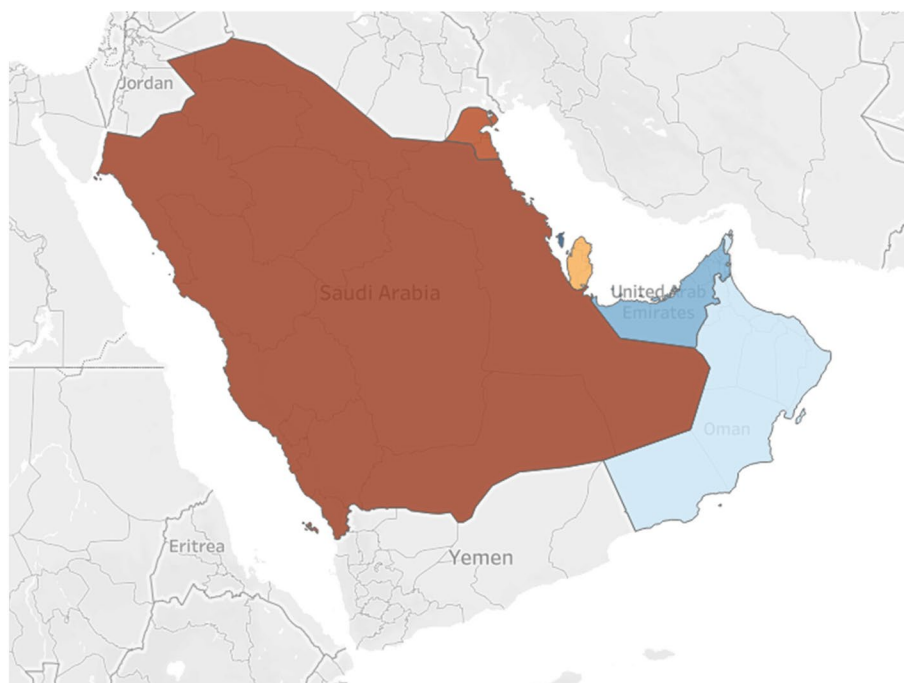 Jordan
Saudi Arabia
United Arab
Emirates
Oman
Eritrea
Yemen